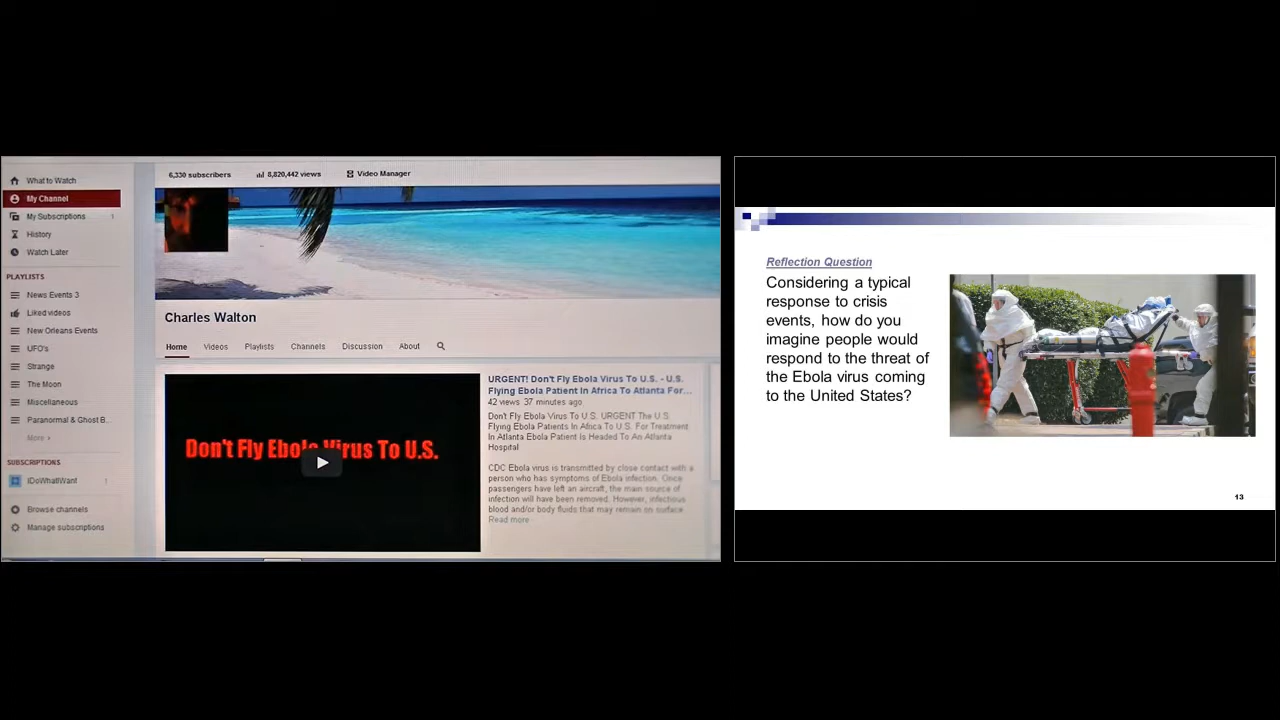 6,330 subscribers
8,820,442 views
Video Manager
What to Watch
My Channel
My Subscriptions 1
History
Watch Later
PLAYLISTS
News Events 3
Liked videos
New Orleans Events
UFO's
Strange
The Moon
Miscellaneous
Paranormal & Ghost B...
More
SUBSCRIPTIONS
IDoWhatIWant 1
Browse channels
Manage subscriptions
Charles Walton
Home Videos Playlists Channels Discussion About
Don't Fly Ebola Virus To U.S.
URGENT! Don't Fly Ebola Virus To U.S. - U.S.
Flying Ebola Patient In Africa To Atlanta For...
42 views 37 minutes ago
Don't Fly Ebola Virus To U.S. URGENT The U.S.
Flying Ebola Patients In Africa To U.S. For Treatment
In Atlanta Ebola Patient Is Headed To An Atlanta
Hospital
CDC Ebola virus is transmitted by close contact with a
person who has symptoms of Ebola infection. Once
passengers have left an aircraft, the main source of
infection will have been removed. However, infectious
blood and/or body fluids that may remain on surface
Read more
Reflection Question
Considering a typical
response to crisis
events, how do you
imagine people would
respond to the threat of
the Ebola virus coming
to the United States?
13